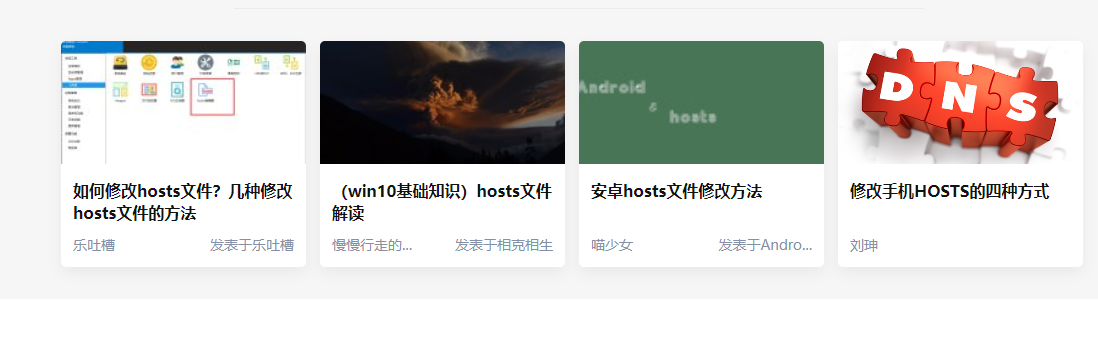 Android
&
hosts
DNS
如何修改hosts文件？几种修改
hosts文件的方法
乐吐槽
发表于乐吐槽
（win10基础知识）hosts文件
解读
慢慢行走的...
发表于相克相生
安卓hosts文件修改方法
喵少女
发表于Andro...
修改手机HOSTS的四种方式
刘珅